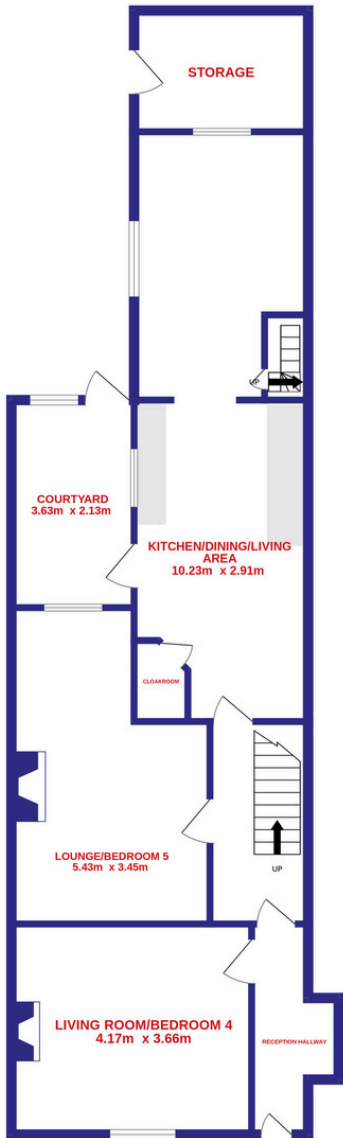 STORAGE
UP
COURTYARD
3.63m x 2.13m
KITCHEN/DINING/LIVING
AREA
10.23m x 2.91m
CLOAKROOM
LOUNGE/BEDROOM 5
5.43m x 3.45m
UP
LIVING ROOM/BEDROOM 4
4.17m x 3.66m
RECEPTION HALLWAY